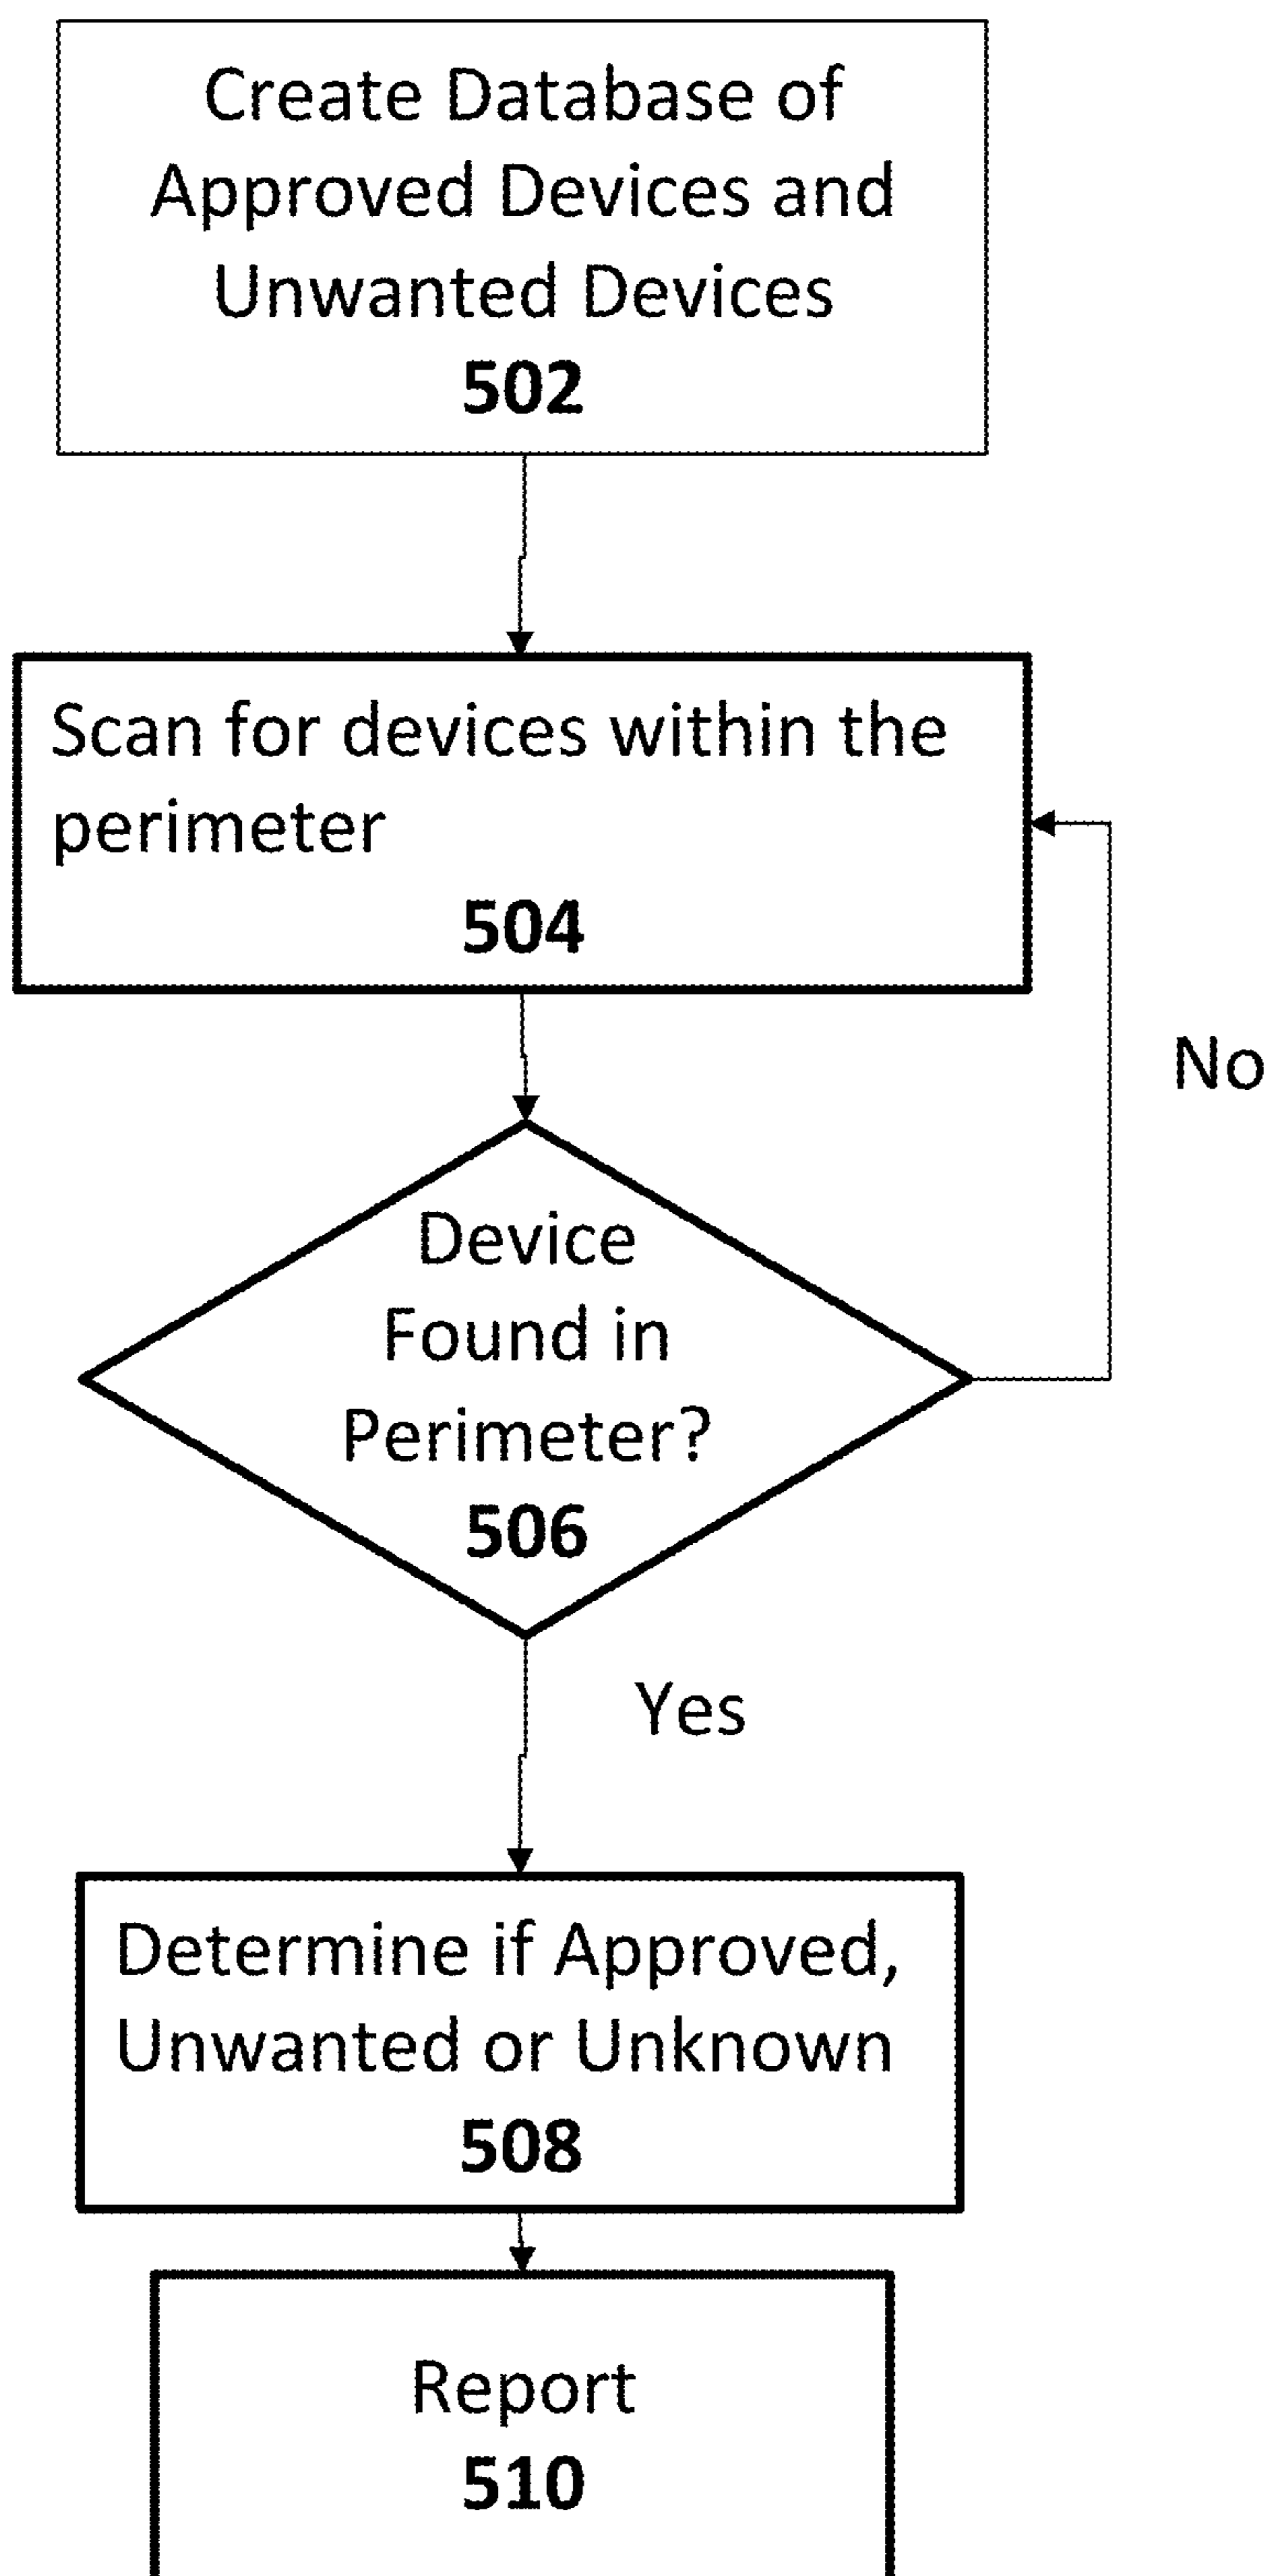 Create Database of
Approved Devices and
Unwanted Devices
502
Scan for devices within the
perimeter
504
No
Device
Found in
Perimeter?
506
Yes
Determine if Approved,
Unwanted or Unknown
508
Report
510